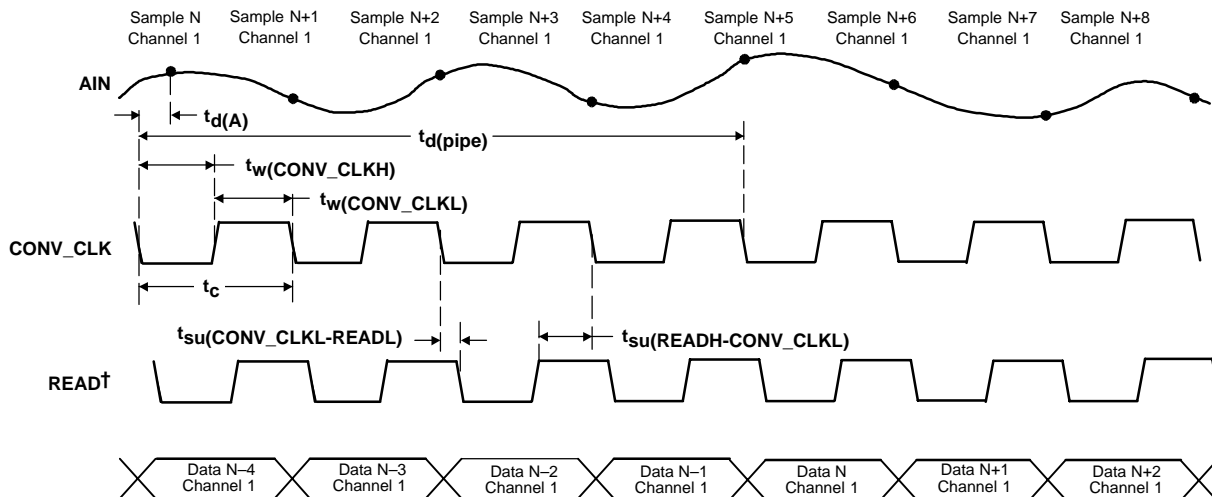 Sample N Sample N+1 Sample N+2 Sample N+3 Sample N+4 Sample N+5 Sample N+6 Sample N+7 Sample N+8
Channel 1 Channel 1 Channel 1 Channel 1 Channel 1 Channel 1 Channel 1 Channel 1 Channel 1
AIN
td(A)
td(pipe)
tw(CONV_CLKH)
tw(CONV_CLKL)
CONV_CLK
tc
tsu(CONV_CLKL-READL)
tsu(READH-CONV_CLKL)
READ†
Data N–4 Data N–3 Data N–2 Data N–1 Data N Data N+1 Data N+2
Channel 1 Channel 1 Channel 1 Channel 1 Channel 1 Channel 1 Channel 1